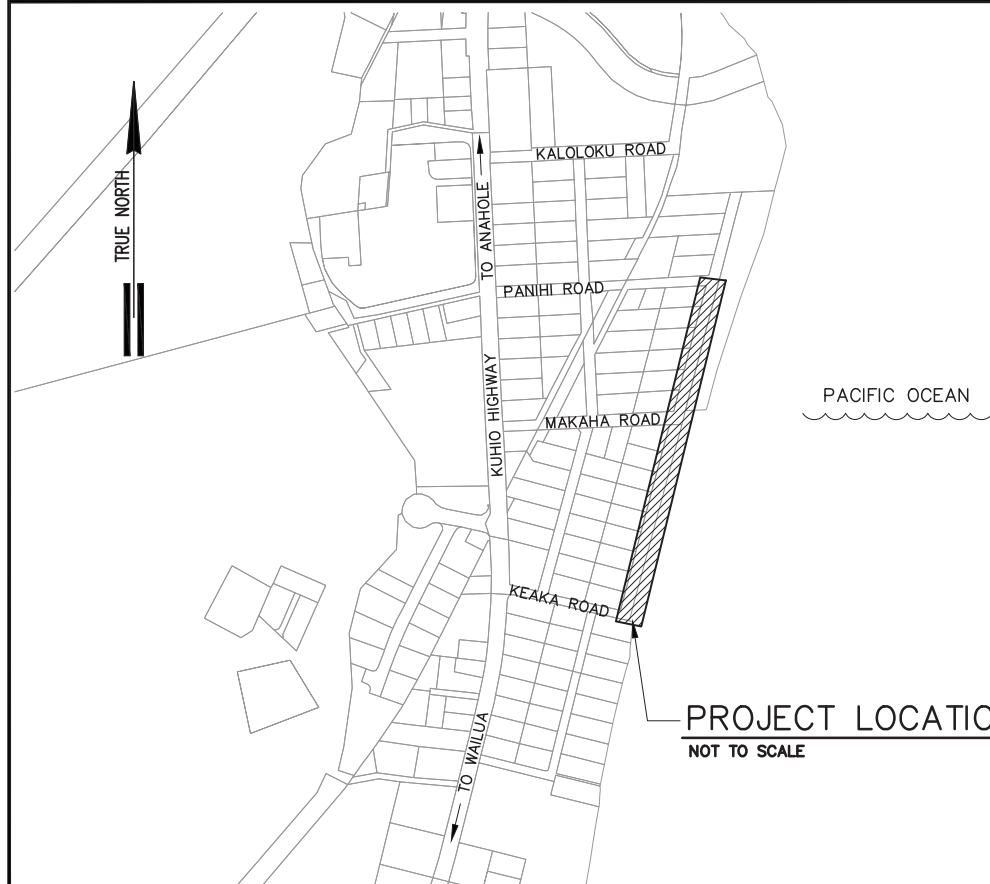 KALOLOKU ROAD
TRUE NORTH
TO ANAHOLE
PANIHI ROAD
PACIFIC OCEAN
KUHIO HIGHWAY
MAKAHA ROAD
KEAKA ROAD
PROJECT LOCATIO
NOT TO SCALE
TO WAILUA